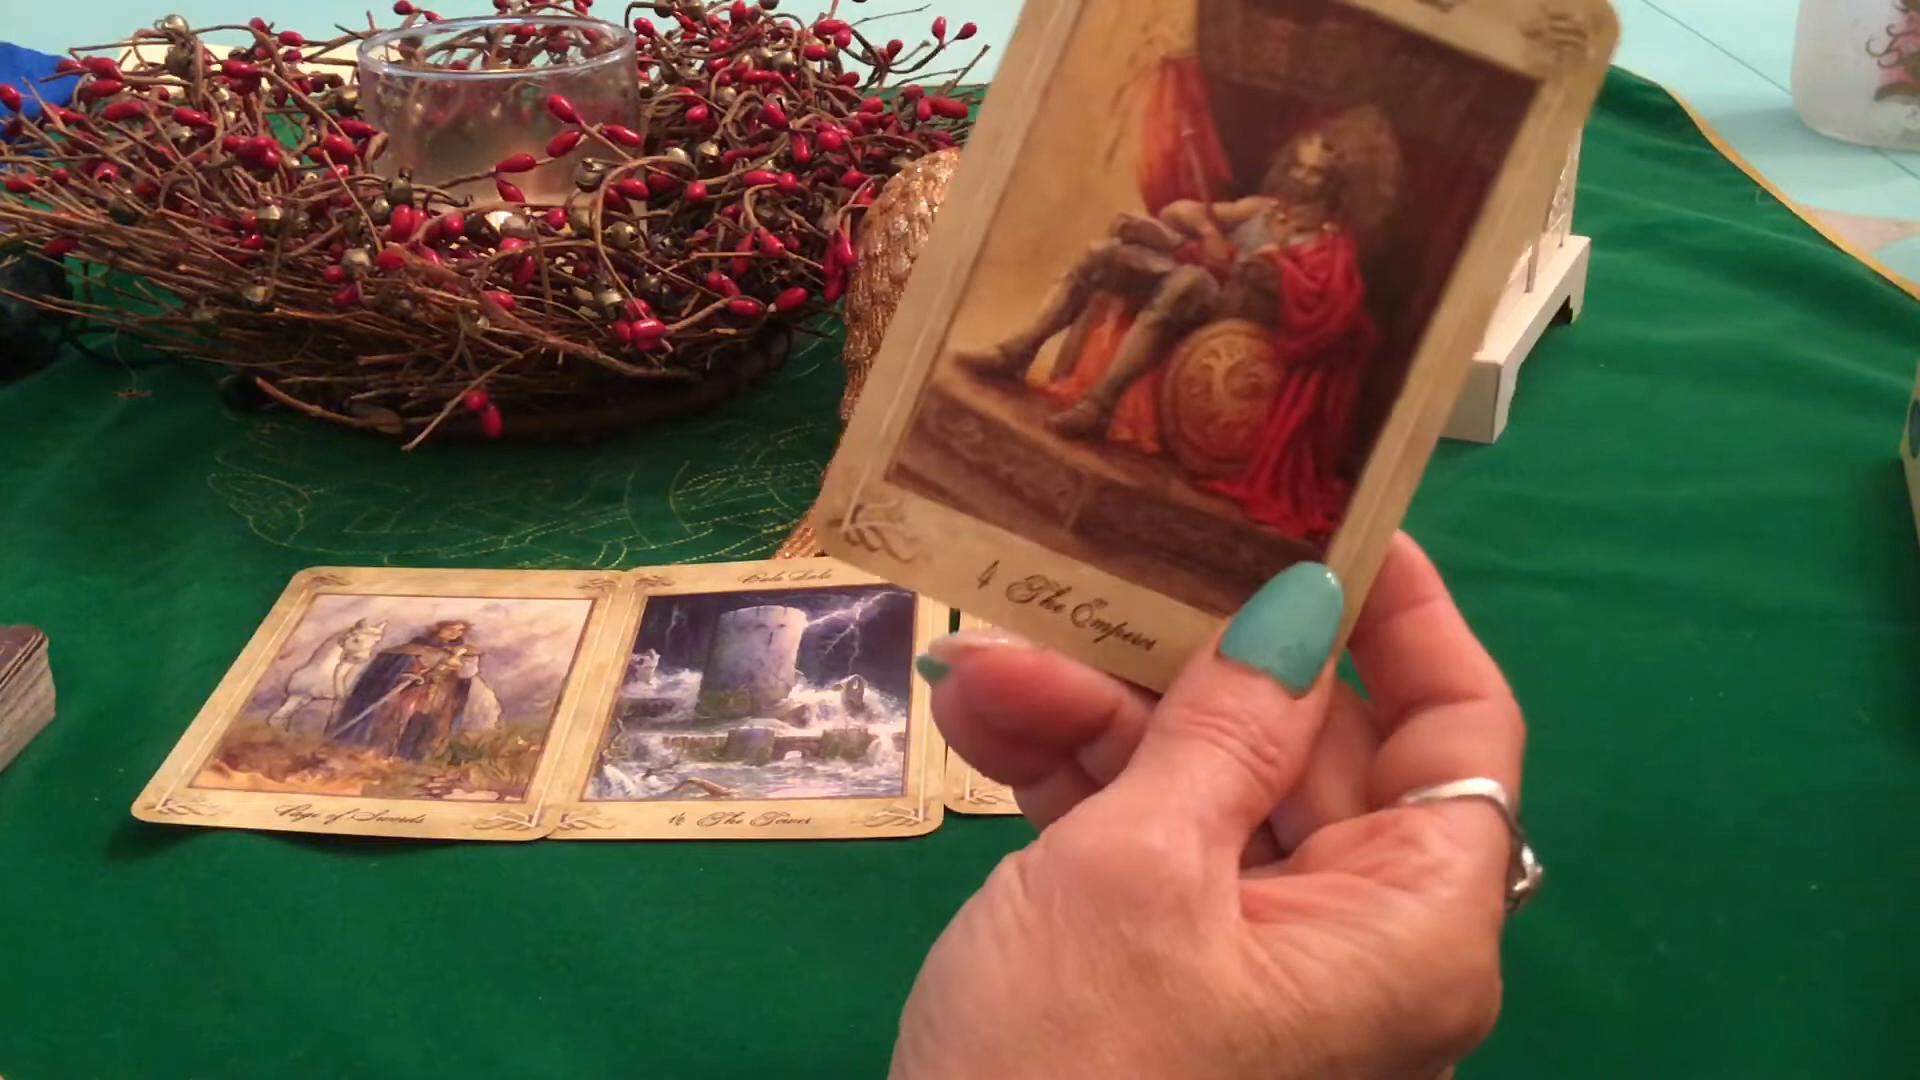 4 The Emperor
Page of Swords
16 The Tower